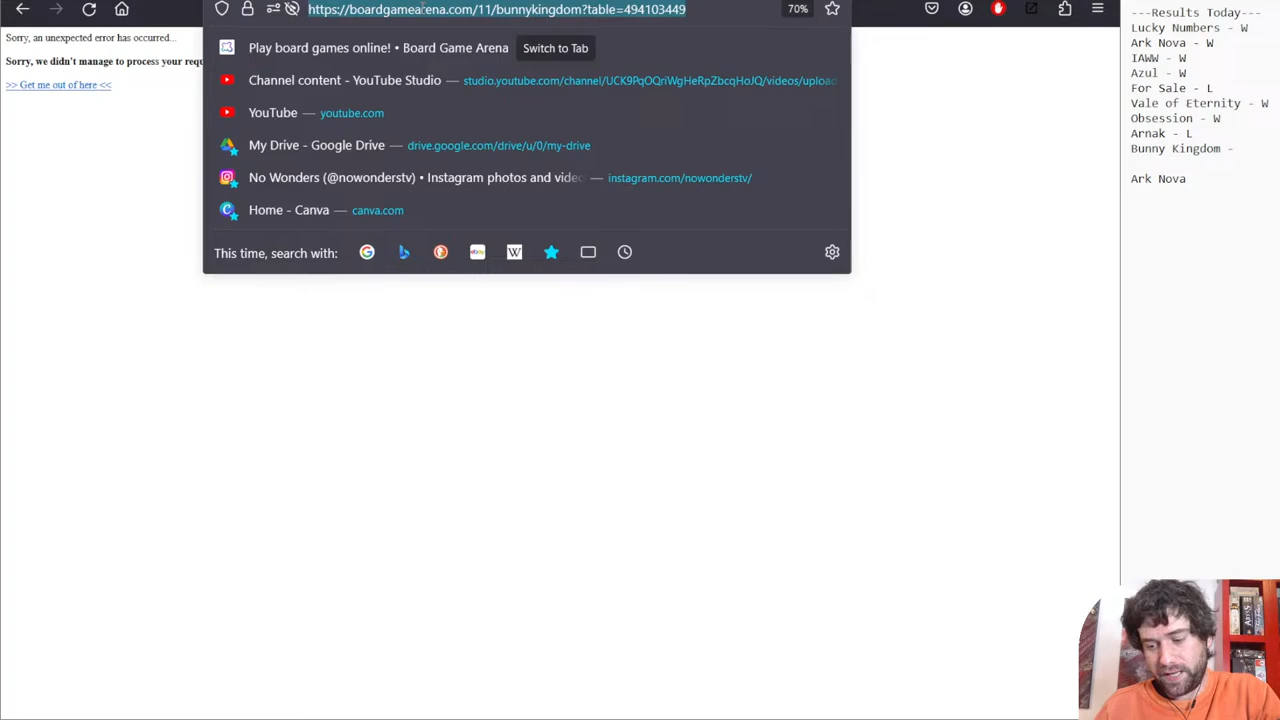 https://boardgamearena.com/11/bunnykingdom?table=494103449
70%
Sorry, an unexpected error has occurred...
Sorry, we didn't manage to process your requ
>> Get me out of here <<
Play board games online! • Board Game Arena Switch to Tab
Channel content - YouTube Studio — studio.youtube.com/channel/UCK9PqOQriWgHeRpZbcqHoJQ/videos/uploa
YouTube — youtube.com
My Drive - Google Drive — drive.google.com/drive/u/0/my-drive
No Wonders (@nowonderstv) • Instagram photos and vide — instagram.com/nowonderstv/
Home - Canva — canva.com
This time, search with:
---Results Today---
Lucky Numbers - W
Ark Nova - W
IAWW - W
Azul - W
For Sale - L
Vale of Eternity - W
Obsession - W
Arnak - L
Bunny Kingdom -
Ark Nova